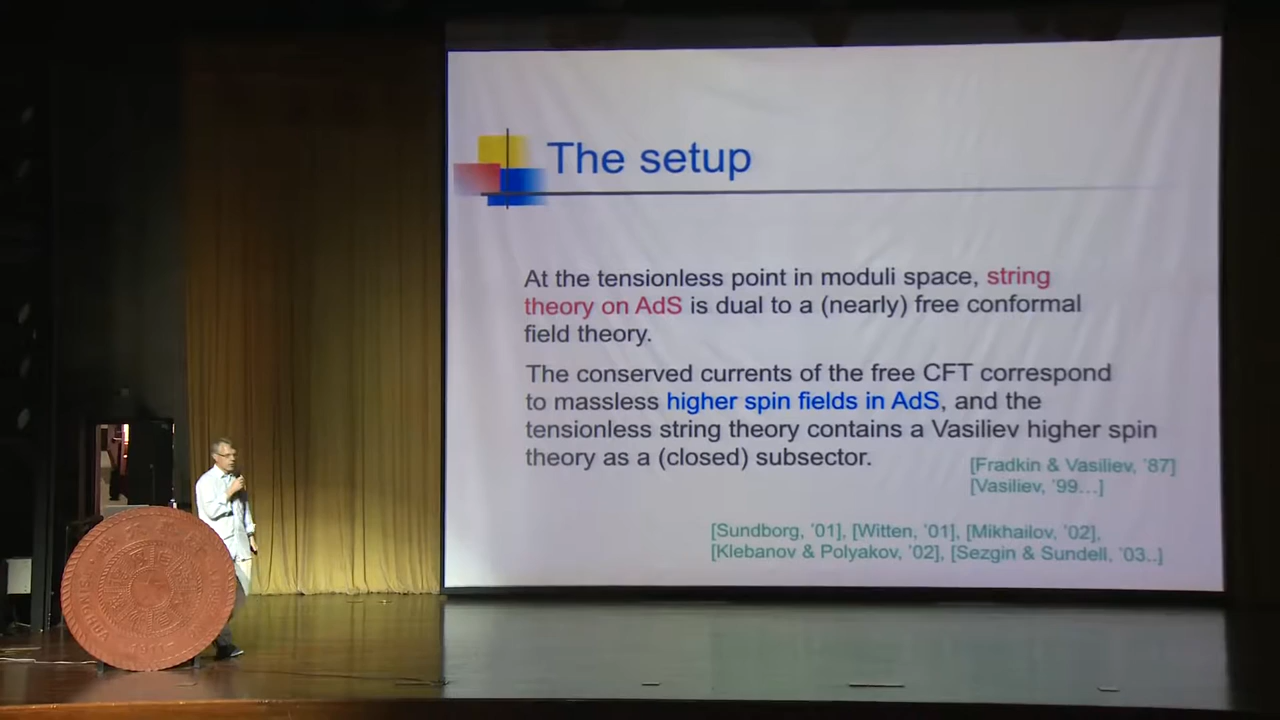 The setup
At the tensionless point in moduli space, string
theory on AdS is dual to a (nearly) free conformal
field theory.
The conserved currents of the free CFT correspond
to massless higher spin fields in AdS, and the
tensionless string theory contains a Vasiliev higher spin
theory as a (closed) subsector.
[Fradkin & Vasiliev, '87]
[Vasiliev, '99...]
[Sundborg, '01], [Witten, '01], [Mikhailov, '02],
[Klebanov & Polyakov, '02], [Sezgin & Sundell, '03..]